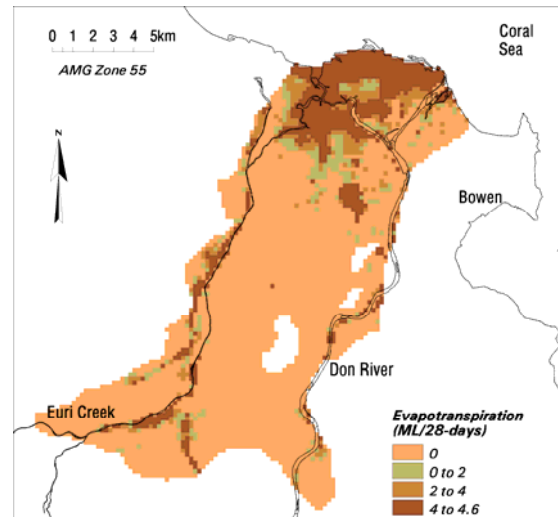 0 1 2 3 4 5km
AMG Zone 55
Coral
Sea
N
Bowen
Don River
Euri Creek
Evapotranspiration
(ML/28-days)
0
0 to 2
2 to 4
4 to 4.6